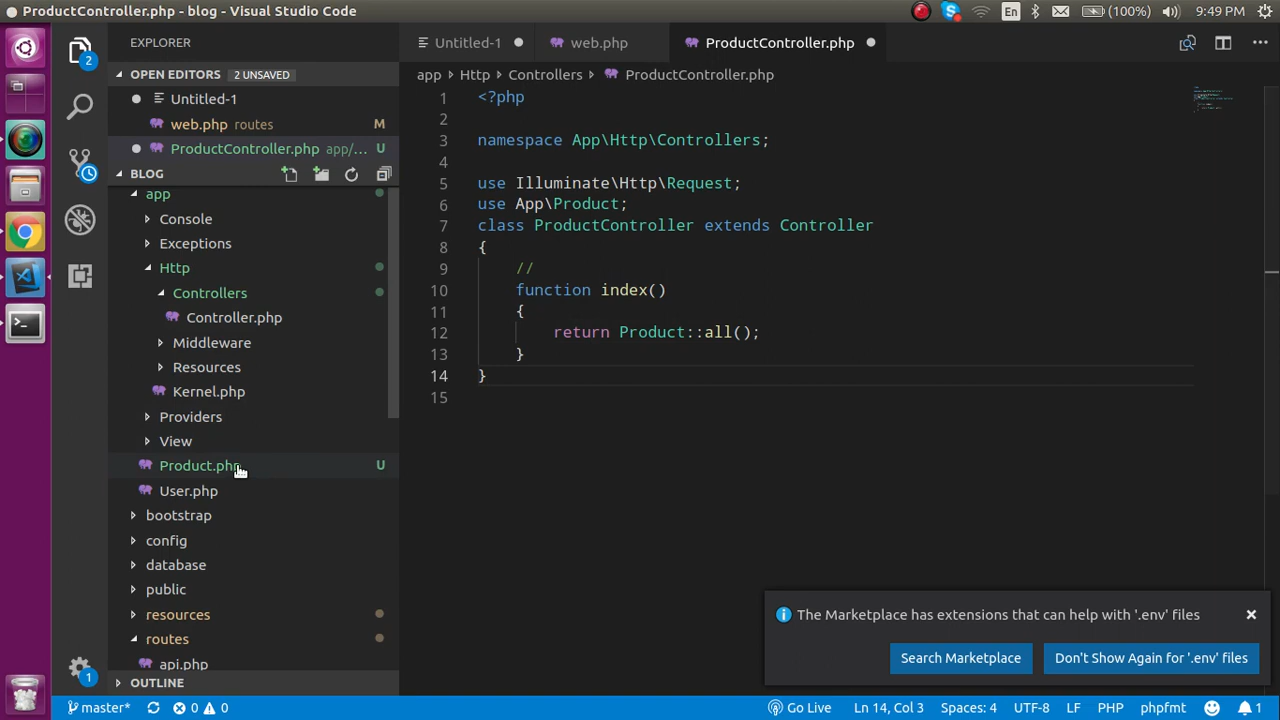 ProductController.php - blog - Visual Studio Code
En
(100%)
9:49 PM
2
1
EXPLORER
OPEN EDITORS 2 UNSAVED
Untitled-1
web.php routes M
ProductController.php app/... U
BLOG
app
Console
Exceptions
Http
Controllers
Controller.php
Middleware
Resources
Kernel.php
Providers
View
Product.php U
User.php
bootstrap
config
database
public
resources
routes
api.php
OUTLINE
Untitled-1
web.php
ProductController.php
app Http Controllers ProductController.php
1 <?php
2
3 namespace App\Http\Controllers;
4
5 use Illuminate\Http\Request;
6 use App\Product;
7 class ProductController extends Controller
8 {
9 //
10 function index()
11 {
12 return Product::all();
13 }
14 }
15
The Marketplace has extensions that can help with '.env' files
Search Marketplace
Don't Show Again for '.env' files
master* 0 0
Go Live
Ln 14, Col 3
Spaces: 4
UTF-8
LF
PHP
phpfmt
1